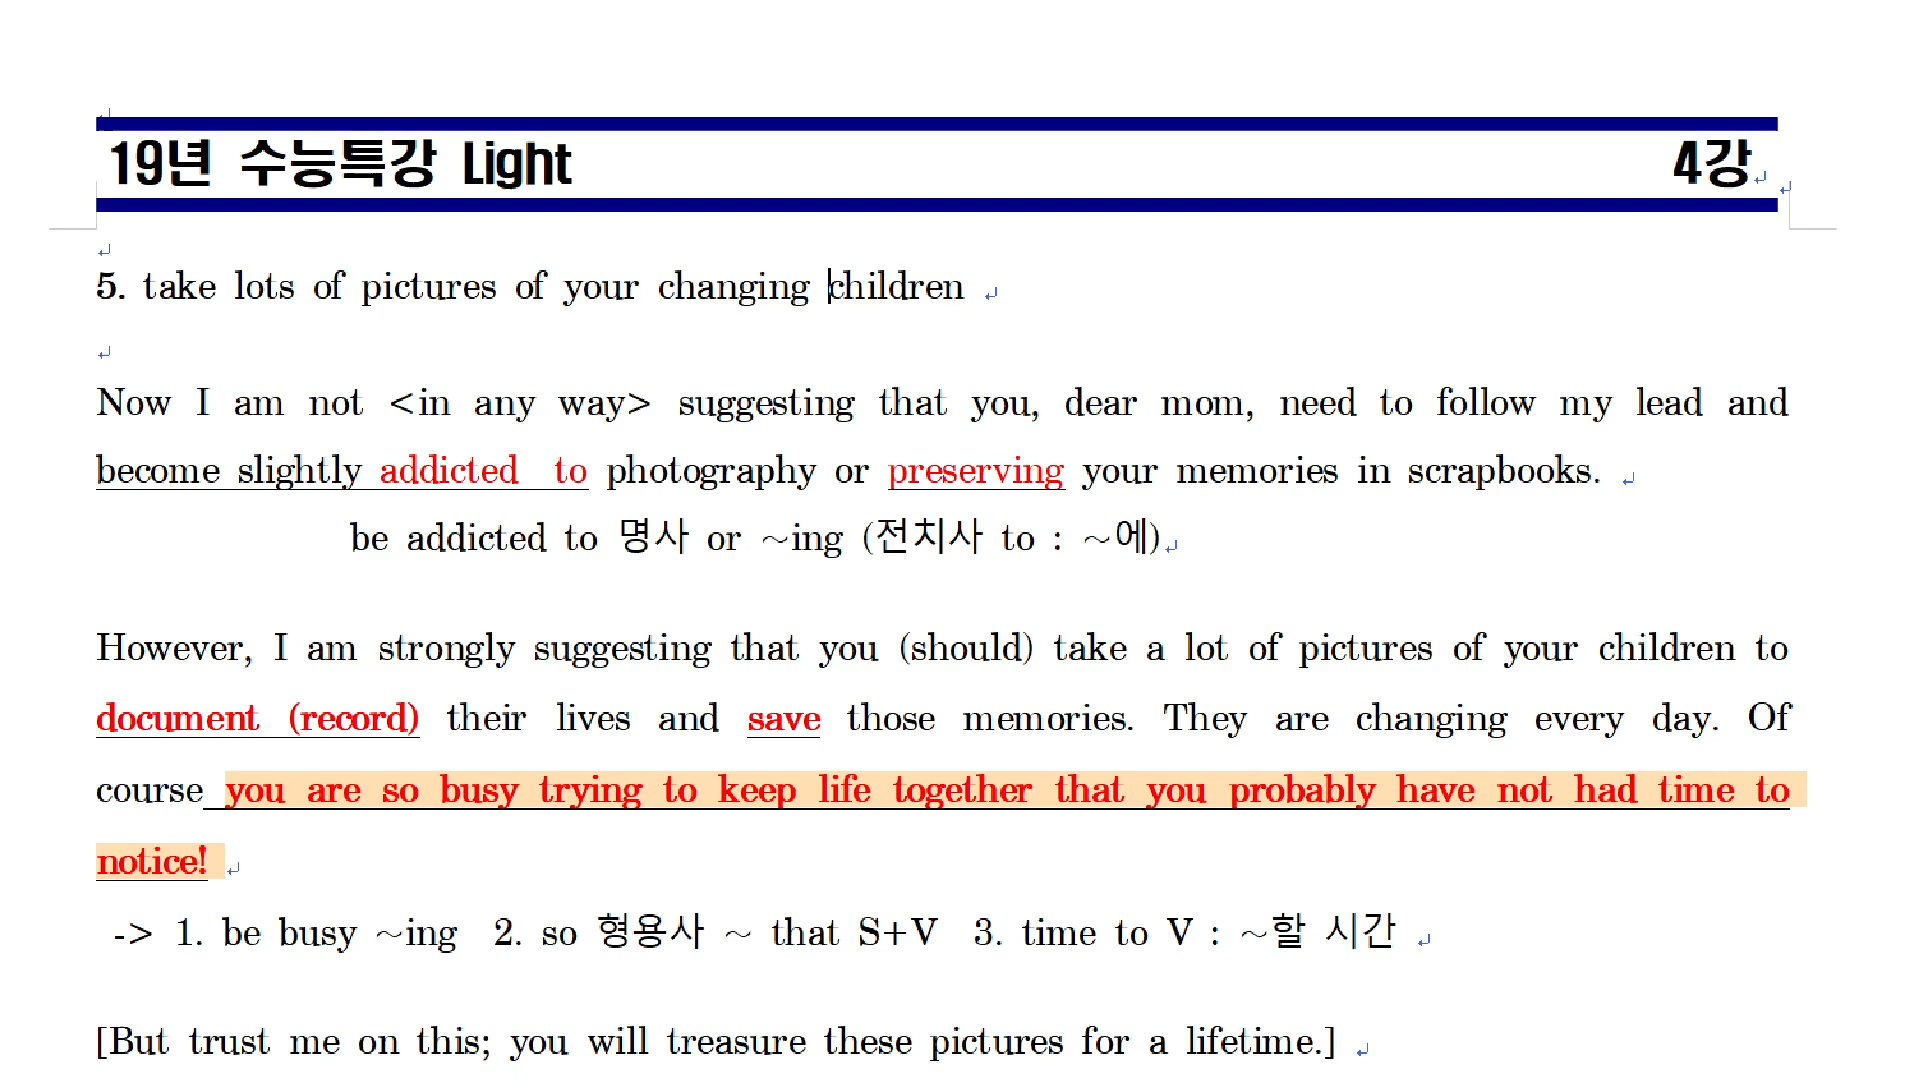 19년 수능특강 Light 4강
5. take lots of pictures of your changing children
Now I am not <in any way> suggesting that you, dear mom, need to follow my lead and
become slightly addicted to photography or preserving your memories in scrapbooks.
be addicted to 명사 or ~ing (전치사 to : ~에)
However, I am strongly suggesting that you (should) take a lot of pictures of your children to
document (record) their lives and save those memories. They are changing every day. Of
course you are so busy trying to keep life together that you probably have not had time to
notice!
-> 1. be busy ~ing 2. so 형용사 ~ that S+V 3. time to V : ~할 시간
[But trust me on this; you will treasure these pictures for a lifetime.]